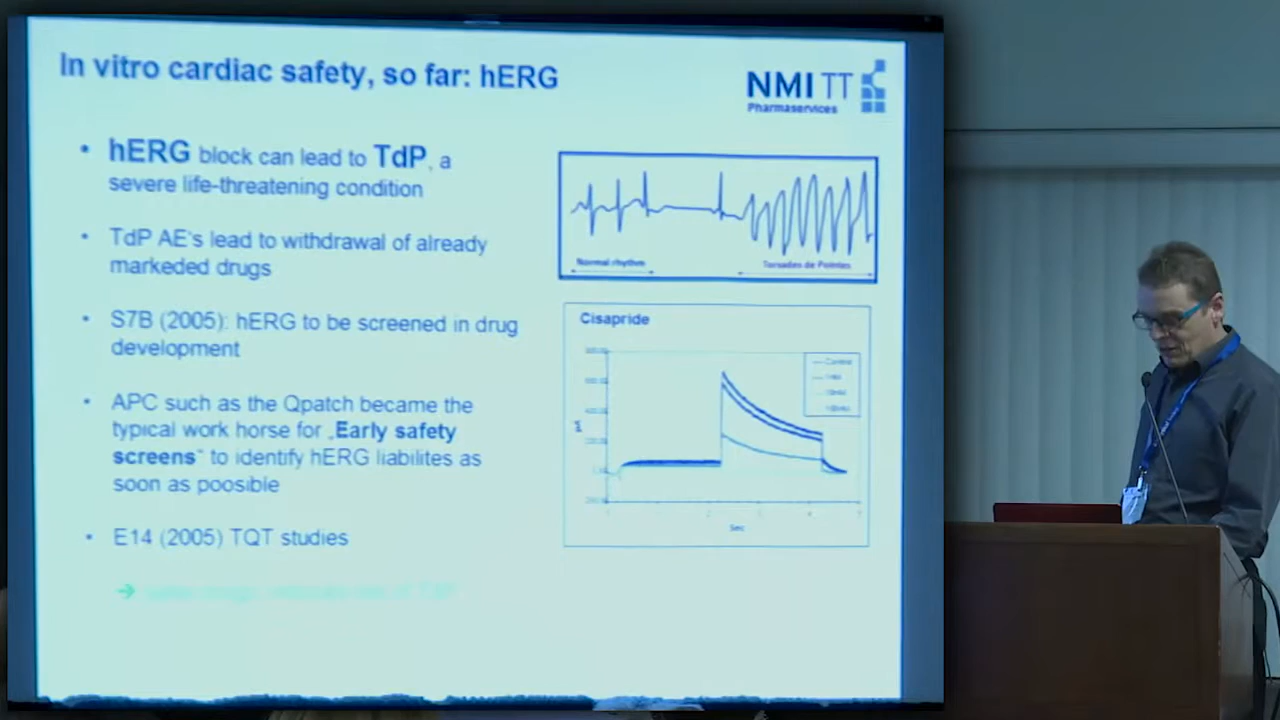 In vitro cardiac safety, so far: hERG
NMI TT
Pharmaservices
• hERG block can lead to TdP, a
severe life-threatening condition
• TdP AE's lead to withdrawal of already
markeded drugs
• S7B (2005): hERG to be screened in drug
development
• APC such as the Qpatch became the
typical work horse for „Early safety
screens“ to identify hERG liabilites as
soon as poosible
• E14 (2005) TQT studies
➔
Normal rhythm
Torsades de Pointes
Cisapride
Control
Sec